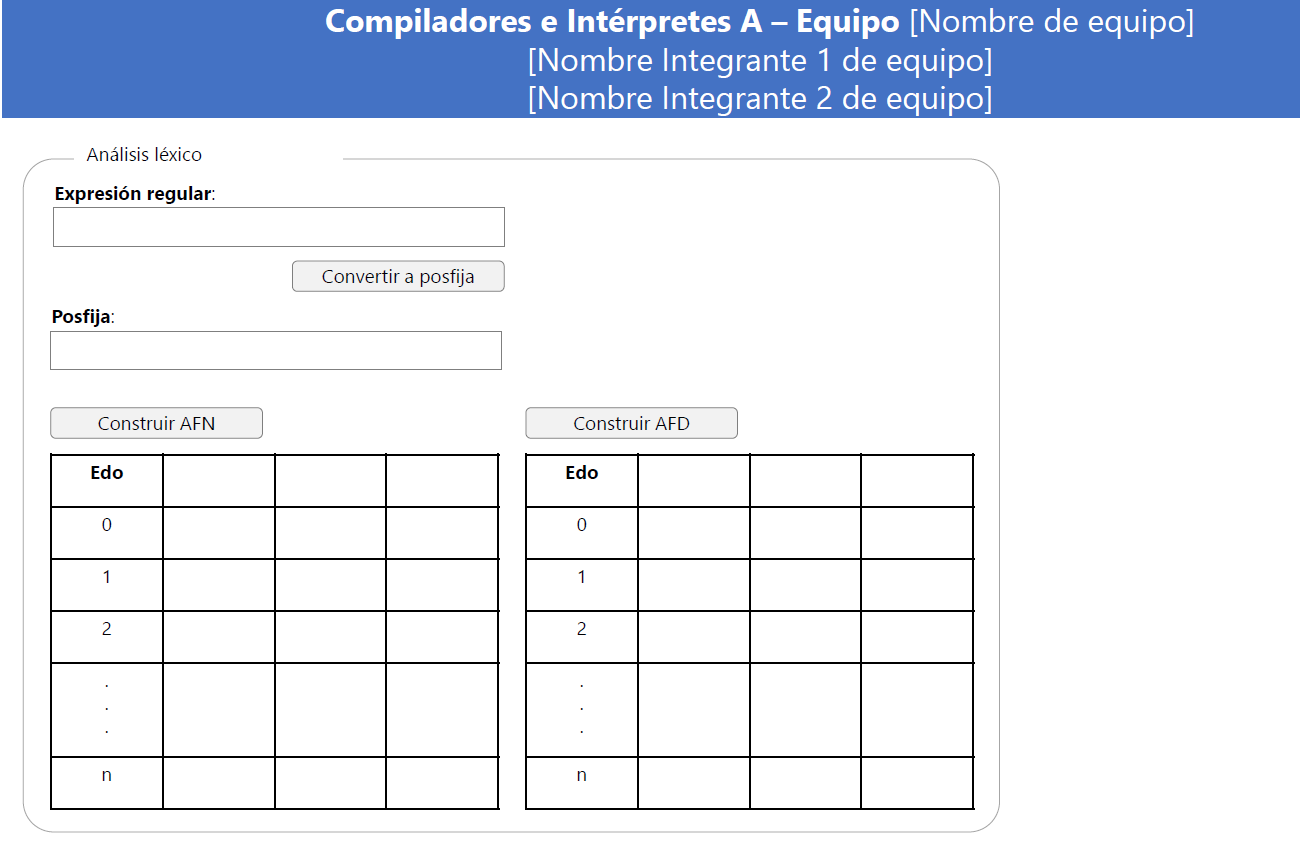 Compiladores e Intérpretes A – Equipo [Nombre de equipo]
[Nombre Integrante 1 de equipo]
[Nombre Integrante 2 de equipo]
Análisis léxico
Expresión regular:
Convertir a posfija
Posfija:
Construir AFN
Edo
0
1
2
.
.
.
n
Construir AFD
Edo
0
1
2
.
.
.
n